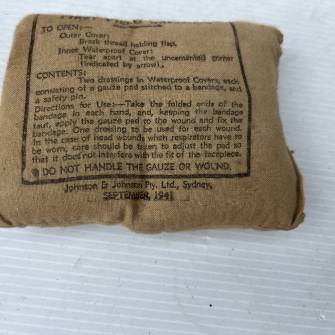 FIELD
TO OPEN:—
Outer Cover:
Break thread holding flap.
Inner Waterproof Cover:
Tear apart at the uncemented corner
(indicated by arrow).
CONTENTS:
Two dressings in Waterproof Covers, each
consisting of a gauze pad stitched to a bandage, and
a safety pin.
Directions for Use:—Take the folded ends of the
bandage in each hand, and, keeping the bandage
taut, apply the gauze pad to the wound and fix the
bandage. One dressing to be used for each wound.
In the case of head wounds when respirators have to
be worn, care should be taken to adjust the pad so
that it does not interfere with the fit of the facepiece.
DO NOT HANDLE THE GAUZE OR WOUND.
Johnson & Johnson Pty. Ltd., Sydney,
SEPTEMBER, 1941